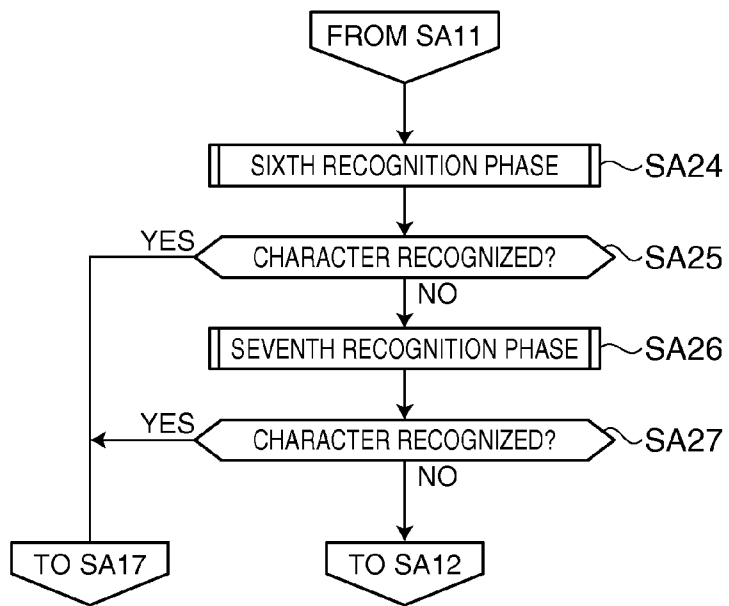 FROM SA11
SIXTH RECOGNITION PHASE SA24
YES CHARACTER RECOGNIZED? SA25
NO
SEVENTH RECOGNITION PHASE SA26
YES CHARACTER RECOGNIZED? SA27
NO
TO SA17 TO SA12